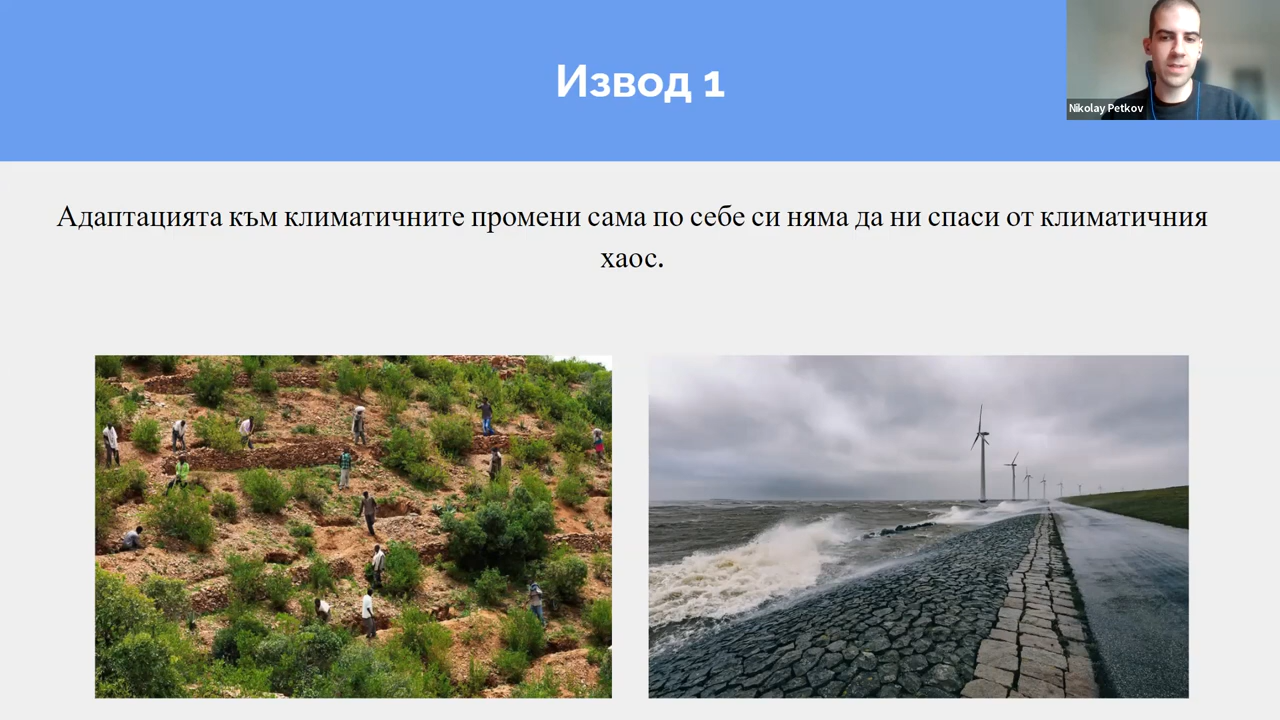 Извод 1
Nikolay Petkov
Адаптацията към климатичните промени сама по себе си няма да ни спаси от климатичния
хаос.